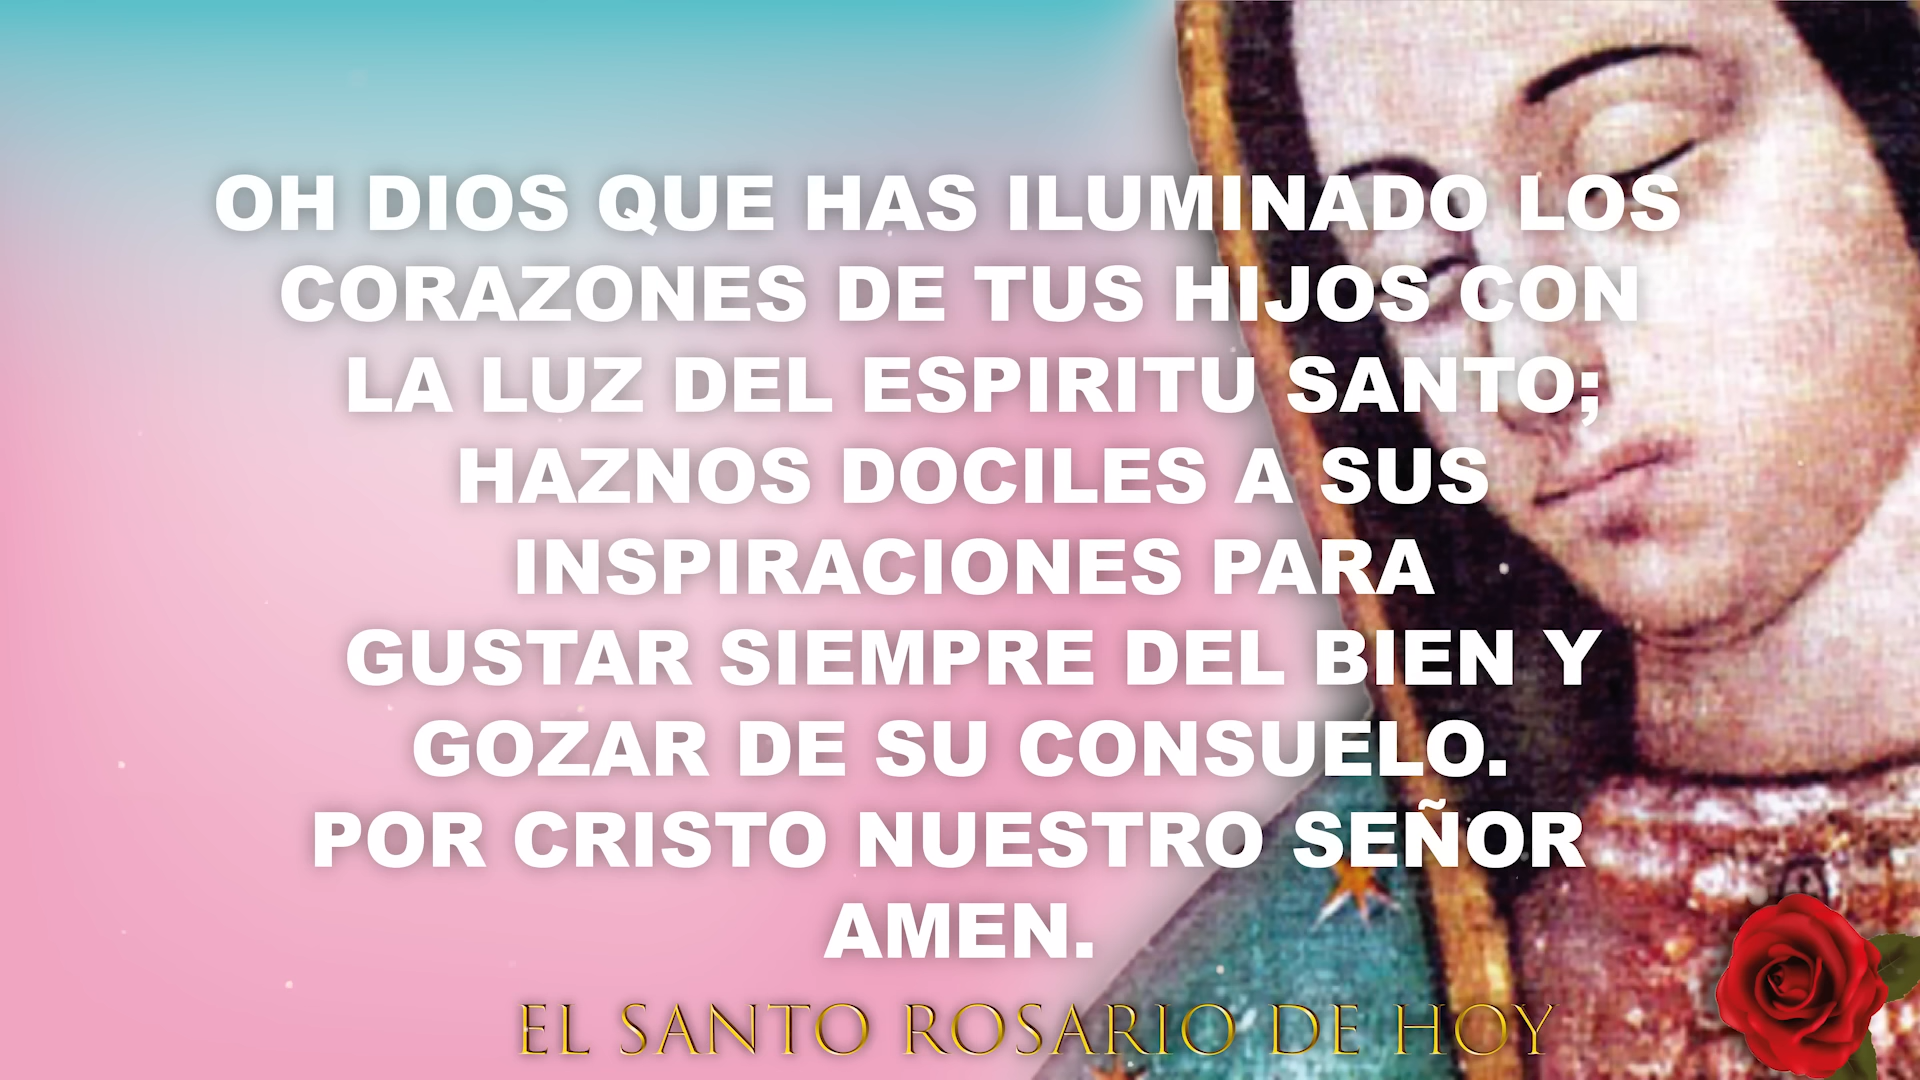 OH DIOS QUE HAS ILUMINADO LOS
CORAZONES DE TUS HIJOS CON
LA LUZ DEL ESPIRITU SANTO;
HAZNOS DOCILES A SUS
INSPIRACIONES PARA
GUSTAR SIEMPRE DEL BIEN Y
GOZAR DE SU CONSUELO.
POR CRISTO NUESTRO SEÑOR
AMEN.
EL SANTO ROSARIO DE HOY